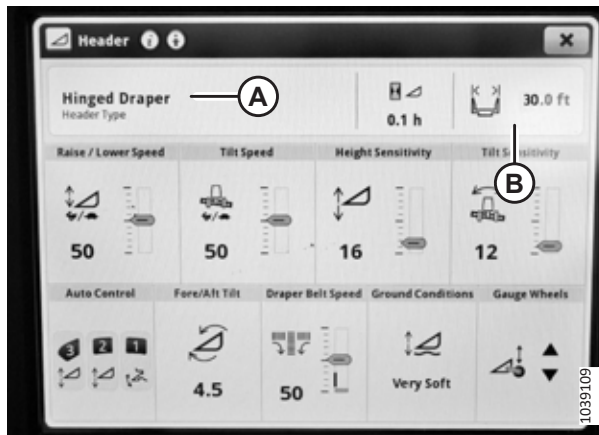 Header
Hinged Draper
Header Type
A
0.1 h
30.0 ft
B
Raise / Lower Speed
Tilt Speed
Height Sensitivity
Tilt Sensitivity
50
50
16
12
Auto Control
Fore/Aft Tilt
Draper Belt Speed
Ground Conditions
Gauge Wheels
3 2 1
4.5
50
Very Soft
1039109